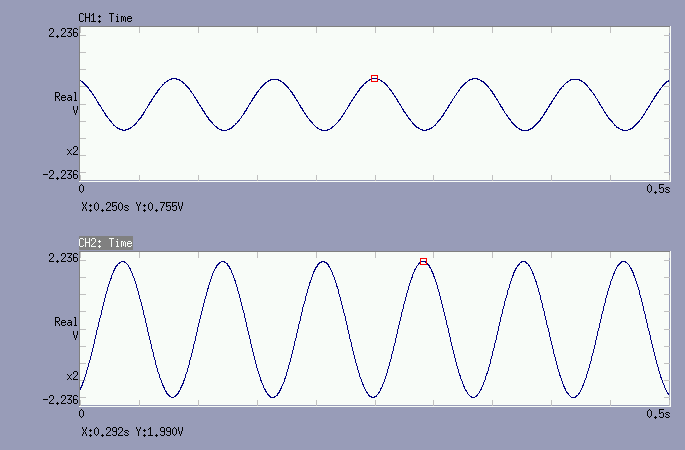 CH1: Time
2.236
Real
V
x2
-2.236
0 0.5s
X:0.250s Y:0.755V
CH2: Time
2.236
Real
V
x2
-2.236
0 0.5s
X:0.292s Y:1.990V